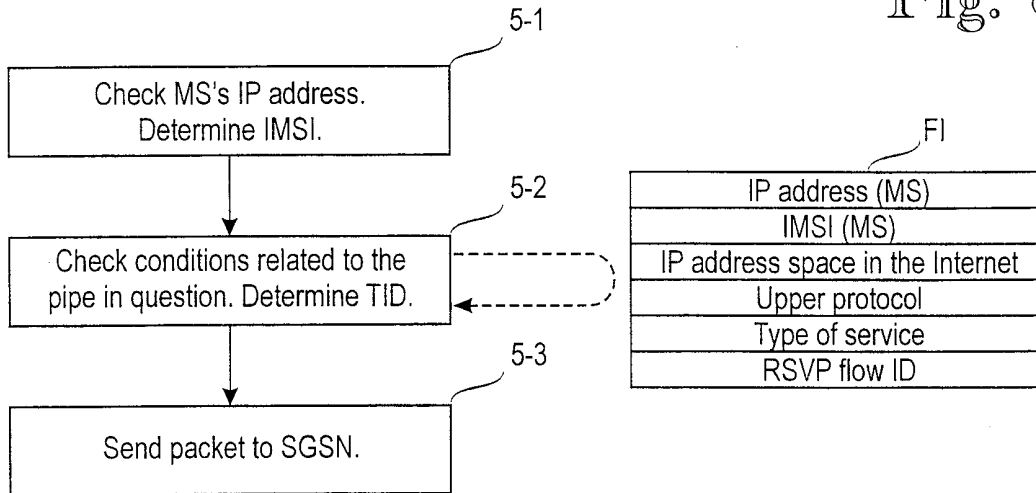 Fig.
5-1
Check MS's IP address.
Determine IMSI.
5-2
Check conditions related to the
pipe in question. Determine TID.
5-3
Send packet to SGSN.
FI
IP address (MS)
IMSI (MS)
IP address space in the Internet
Upper protocol
Type of service
RSVP flow ID